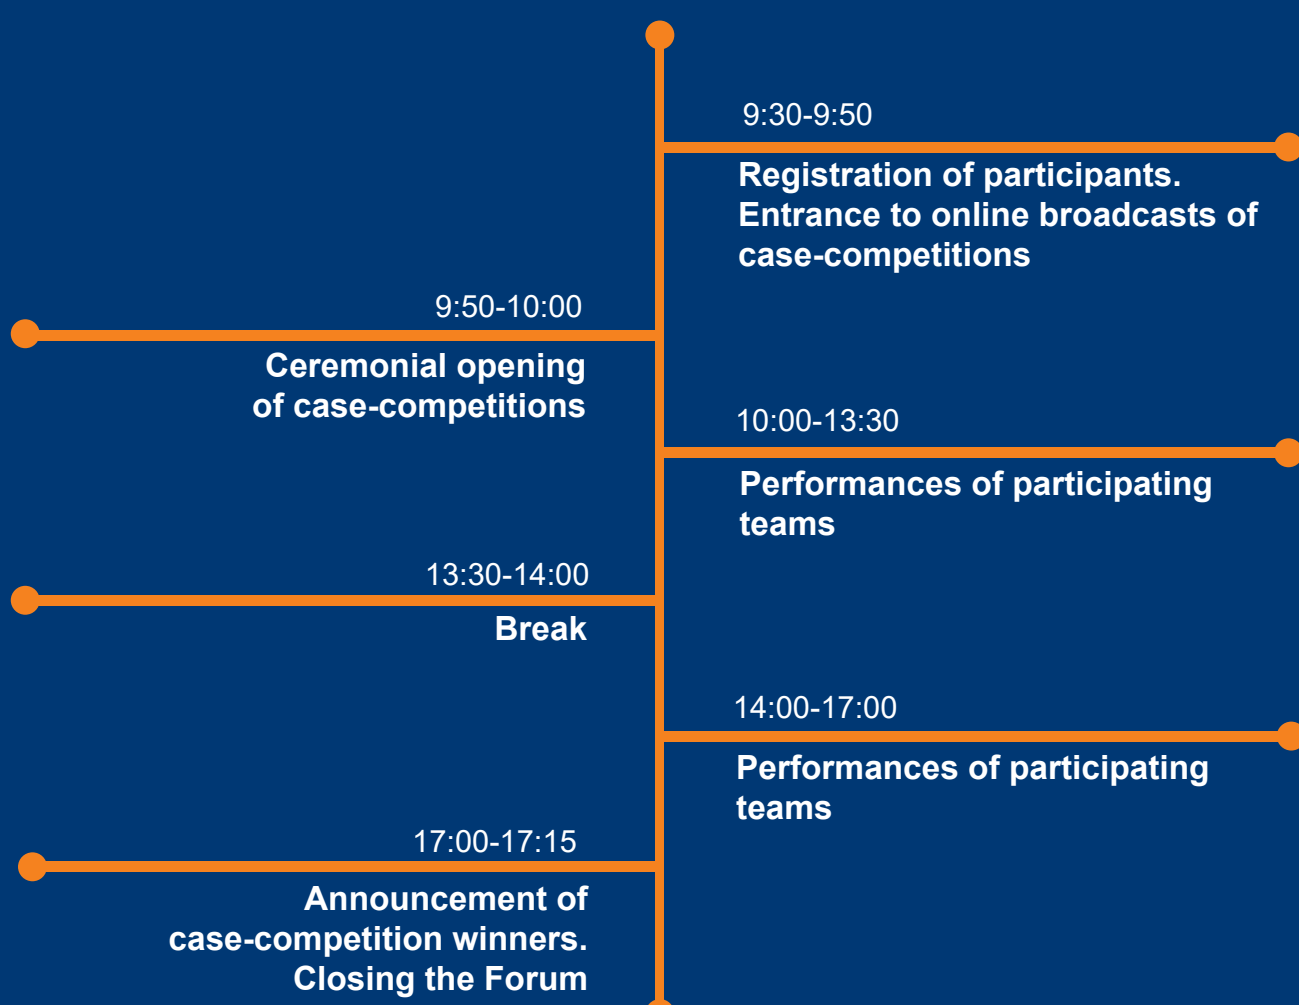 9:30-9:50
Registration of participants.
Entrance to online broadcasts of
case-competitions
9:50-10:00
Ceremonial opening
of case-competitions
10:00-13:30
Performances of participating
teams
13:30-14:00
Break
14:00-17:00
Performances of participating
teams
17:00-17:15
Announcement of
case-competition winners.
Closing the Forum